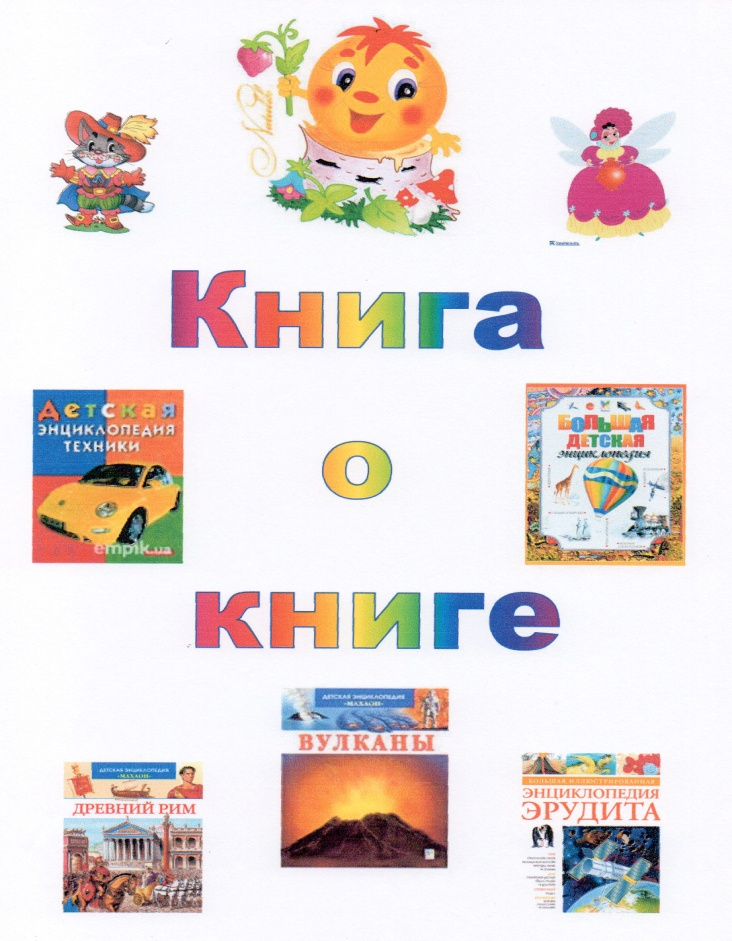 Книга
Детская
ЭНЦИКЛОПЕДИЯ
ТЕХНИКИ
empik.ua
о
БОЛЬШАЯ
ДЕТСКАЯ
энциклопедия
книге
ДЕТСКАЯ ЭНЦИКЛОПЕДИЯ
«МАХАОН»
ВУЛКАНЫ
ДЕТСКАЯ ЭНЦИКЛОПЕДИЯ
«МАХАОН»
ДРЕВНИЙ РИМ
БОЛЬШАЯ ИЛЛЮСТРИРОВАННАЯ
ЭНЦИКЛОПЕДИЯ
ЭРУДИТА